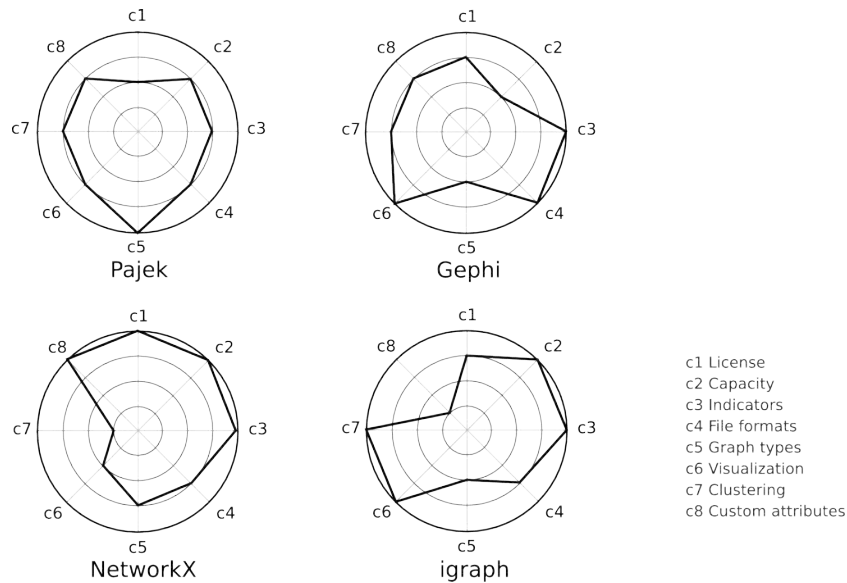 c1
c8
c2
c7
c3
c6
c4
c5
Pajek
c1
c8
c2
c7
c3
c6
c4
c5
Gephi
c1
c8
c2
c7
c3
c6
c4
c5
NetworkX
c1
c8
c2
c7
c3
c6
c4
c5
igraph
c1 License
c2 Capacity
c3 Indicators
c4 File formats
c5 Graph types
c6 Visualization
c7 Clustering
c8 Custom attributes